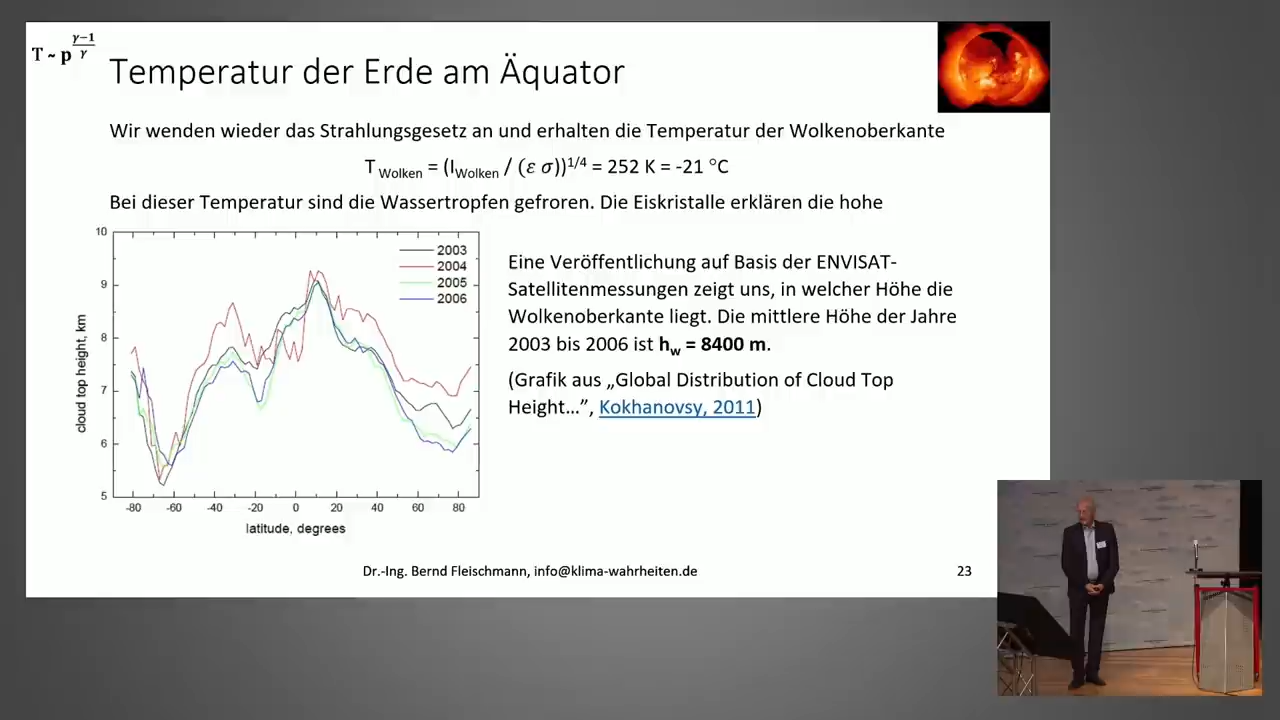 T ~ p^((γ−1)/γ)
Temperatur der Erde am Äquator
Wir wenden wieder das Strahlungsgesetz an und erhalten die Temperatur der Wolkenoberkante
T Wolken = (I Wolken / (ε σ))^1/4 = 252 K = -21 °C
Bei dieser Temperatur sind die Wassertropfen gefroren. Die Eiskristalle erklären die hohe
10
9
8
7
6
5
cloud top height, km
2003
2004
2005
2006
-80 -60 -40 -20 0 20 40 60 80
latitude, degrees
Eine Veröffentlichung auf Basis der ENVISAT-
Satellitenmessungen zeigt uns, in welcher Höhe die
Wolkenoberkante liegt. Die mittlere Höhe der Jahre
2003 bis 2006 ist hw = 8400 m.
(Grafik aus „Global Distribution of Cloud Top
Height…”, Kokhanovsy, 2011)
Dr.-Ing. Bernd Fleischmann, info@klima-wahrheiten.de
23